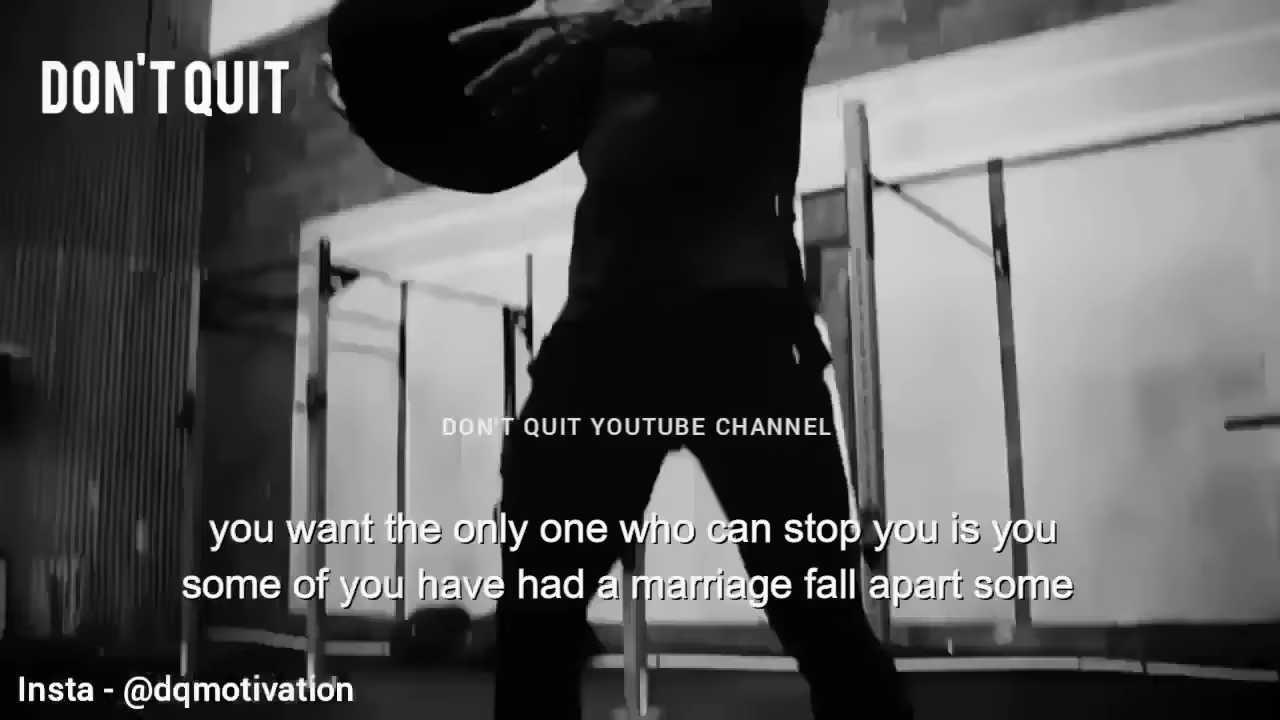 DON'T QUIT
DON'T QUIT YOUTUBE CHANNEL
you want the only one who can stop you is you
some of you have had a marriage fall apart some
Insta - @dqmotivation